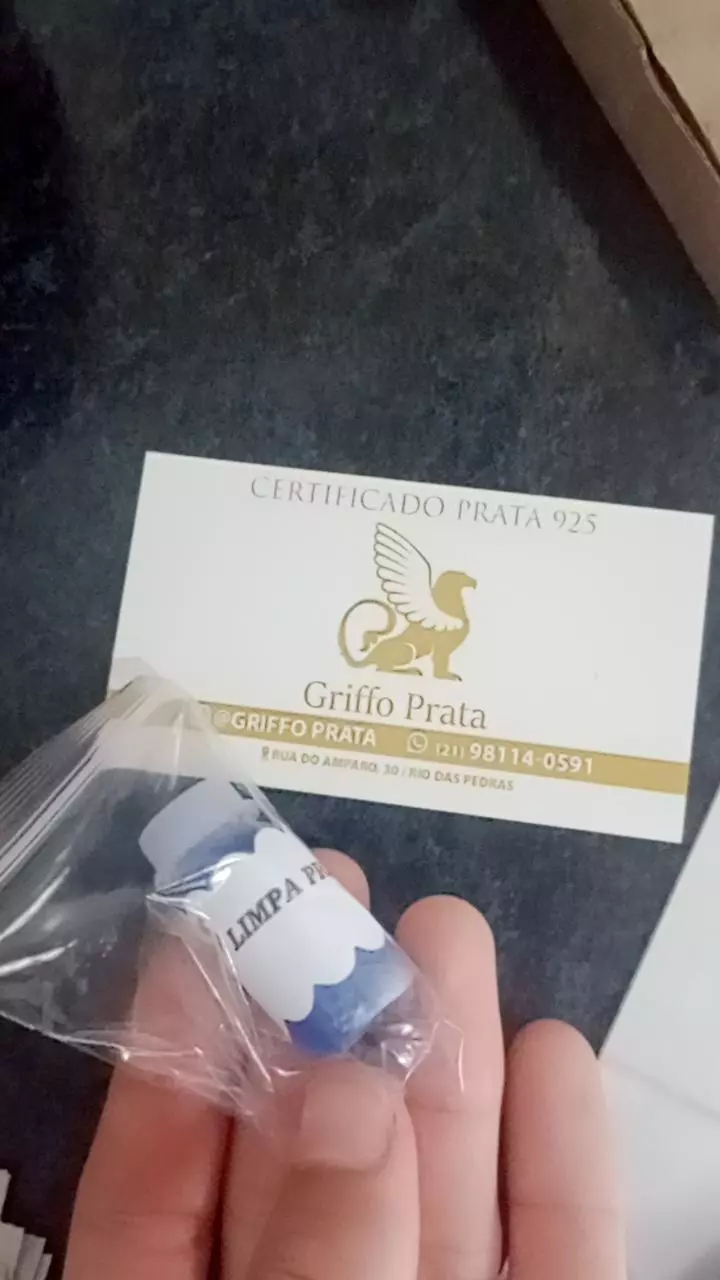 CERTIFICADO PRATA 925
Griffo Prata
@GRIFFO PRATA (21) 98114-0591
RUA DO AMPARO, 30 / RIO DAS PEDRAS
LIMPA